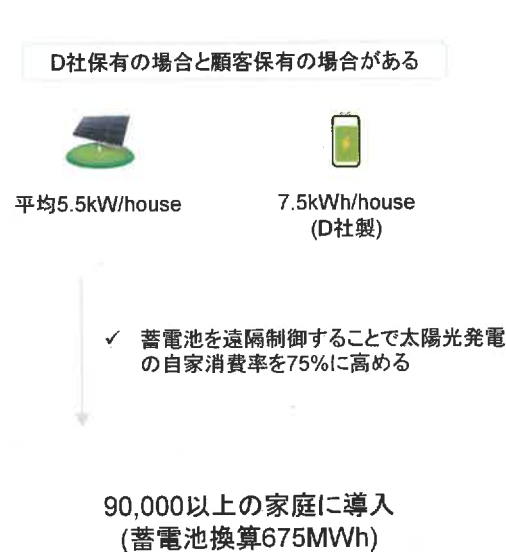 D社保有の場合と顧客保有の場合がある
平均5.5kW/house
7.5kWh/house
(D社製)
✓ 蓄電池を遠隔制御することで太陽光発電
の自家消費率を75%に高める
90,000以上の家庭に導入
(蓄電池換算675MWh)